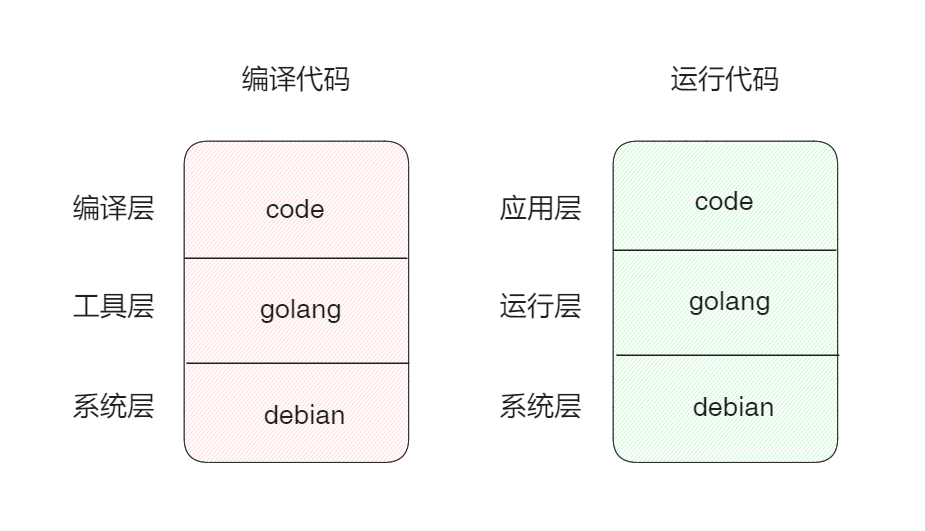 编译代码
运行代码
编译层
code
应用层
code
工具层
golang
运行层
golang
系统层
debian
系统层
debian